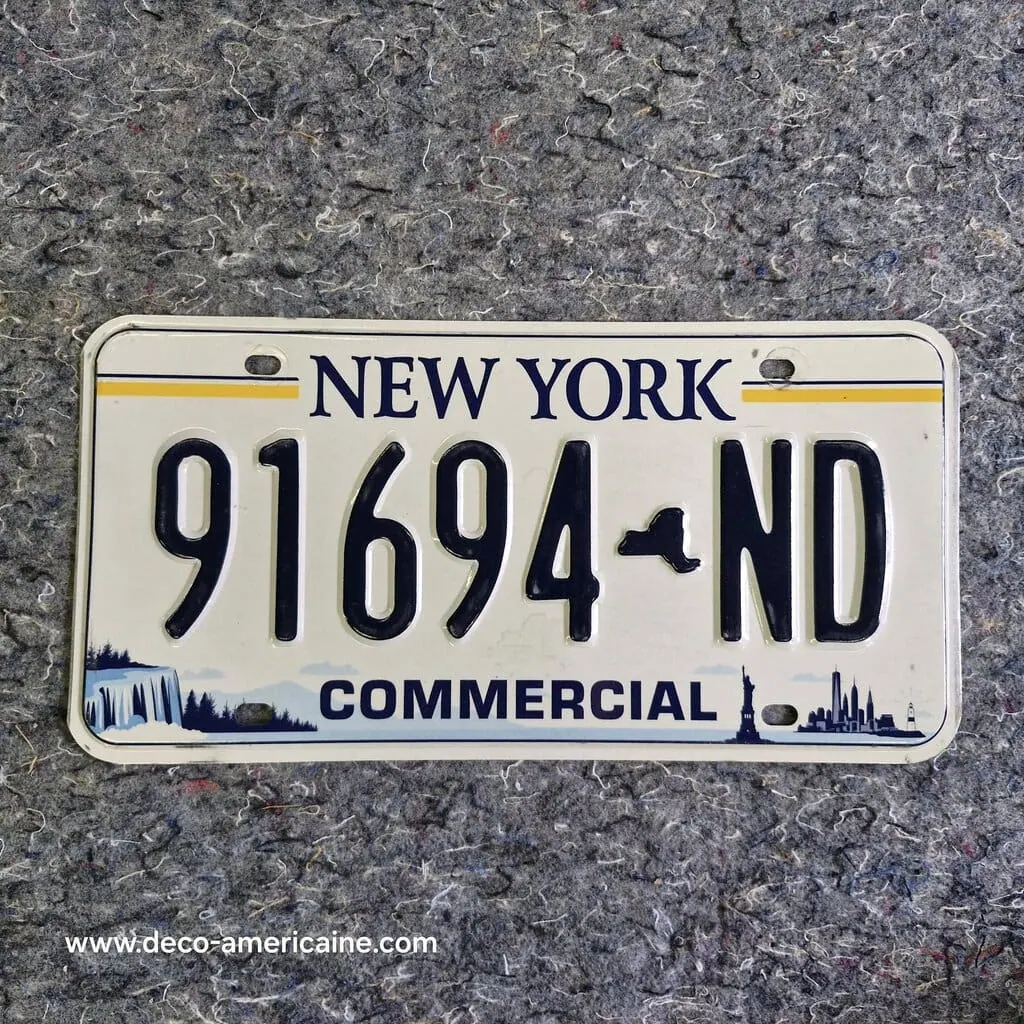 NEW YORK
91694 ND
COMMERCIAL
www.deco-americaine.com